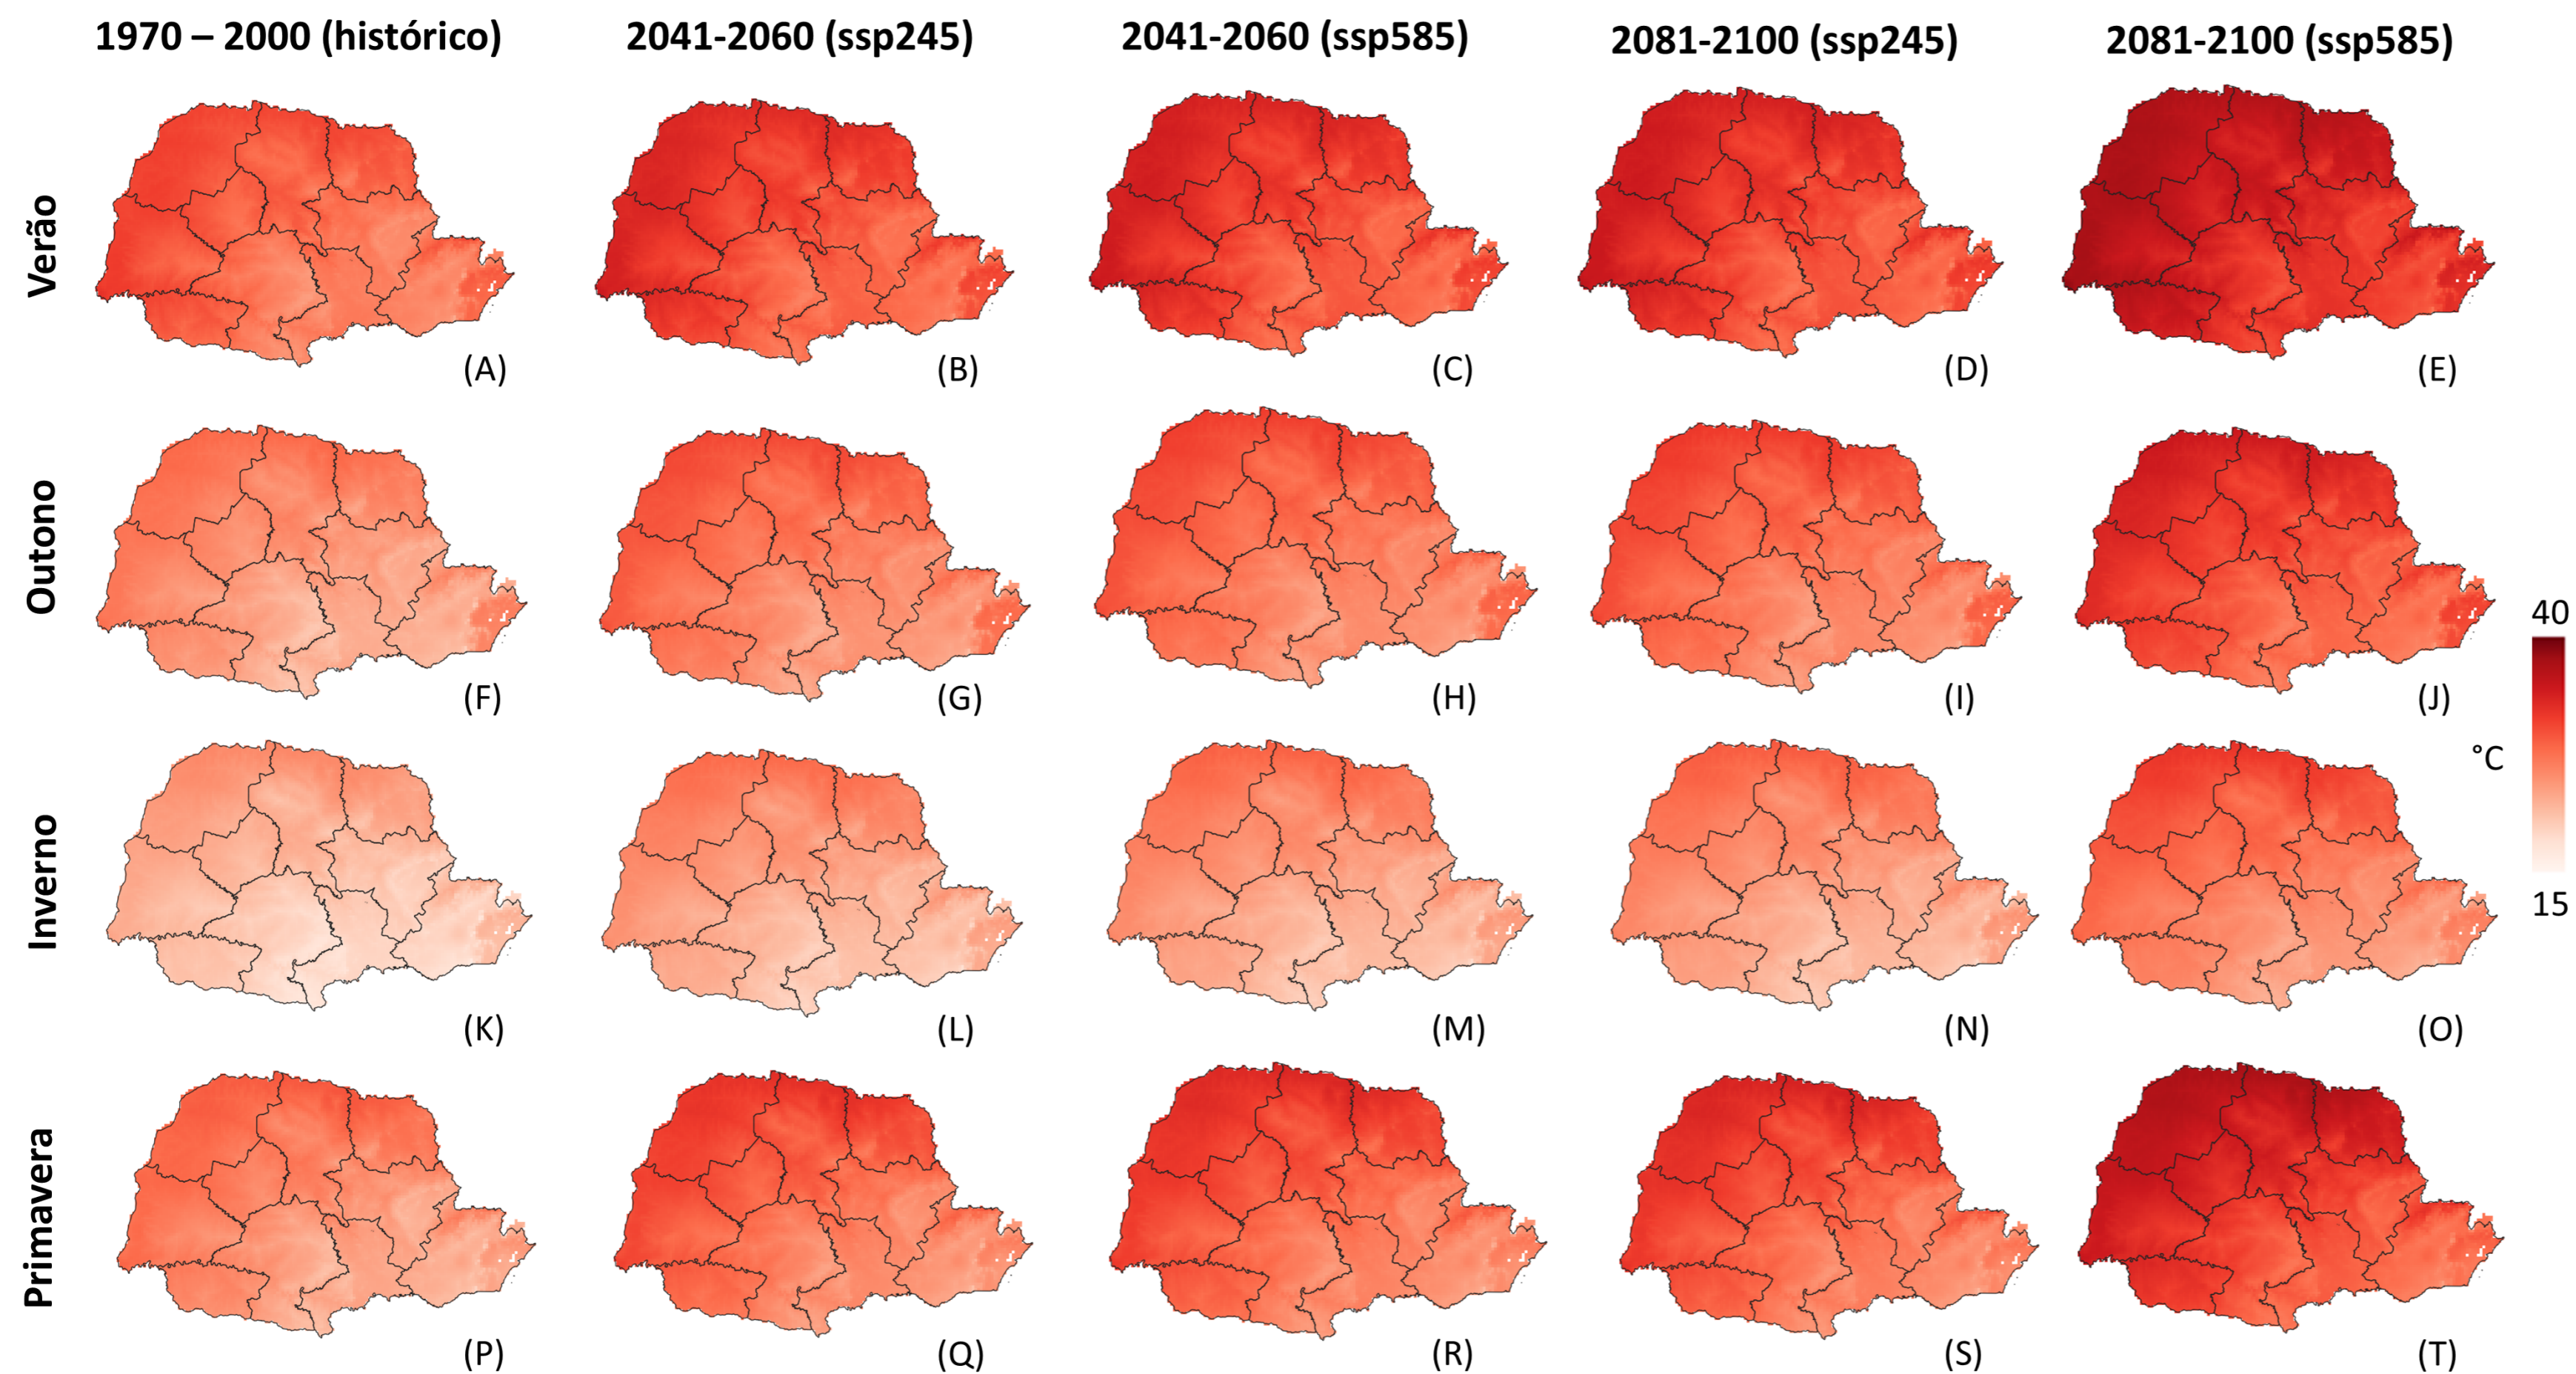 1970 – 2000 (histórico)
2041-2060 (ssp245)
2041-2060 (ssp585)
2081-2100 (ssp245)
2081-2100 (ssp585)
Verão
(A)
(B)
(C)
(D)
(E)
Outono
(F)
(G)
(H)
(I)
(J)
40
°C
15
Inverno
(K)
(L)
(M)
(N)
(O)
Primavera
(P)
(Q)
(R)
(S)
(T)